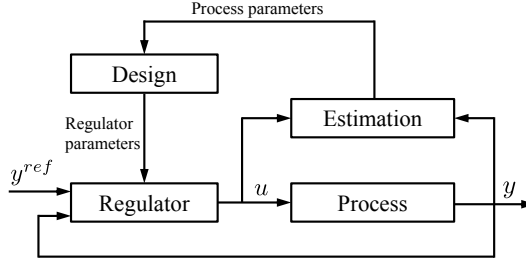 Process parameters
Design
Regulator
parameters
Estimation
y^{ref}
Regulator
u
Process
y